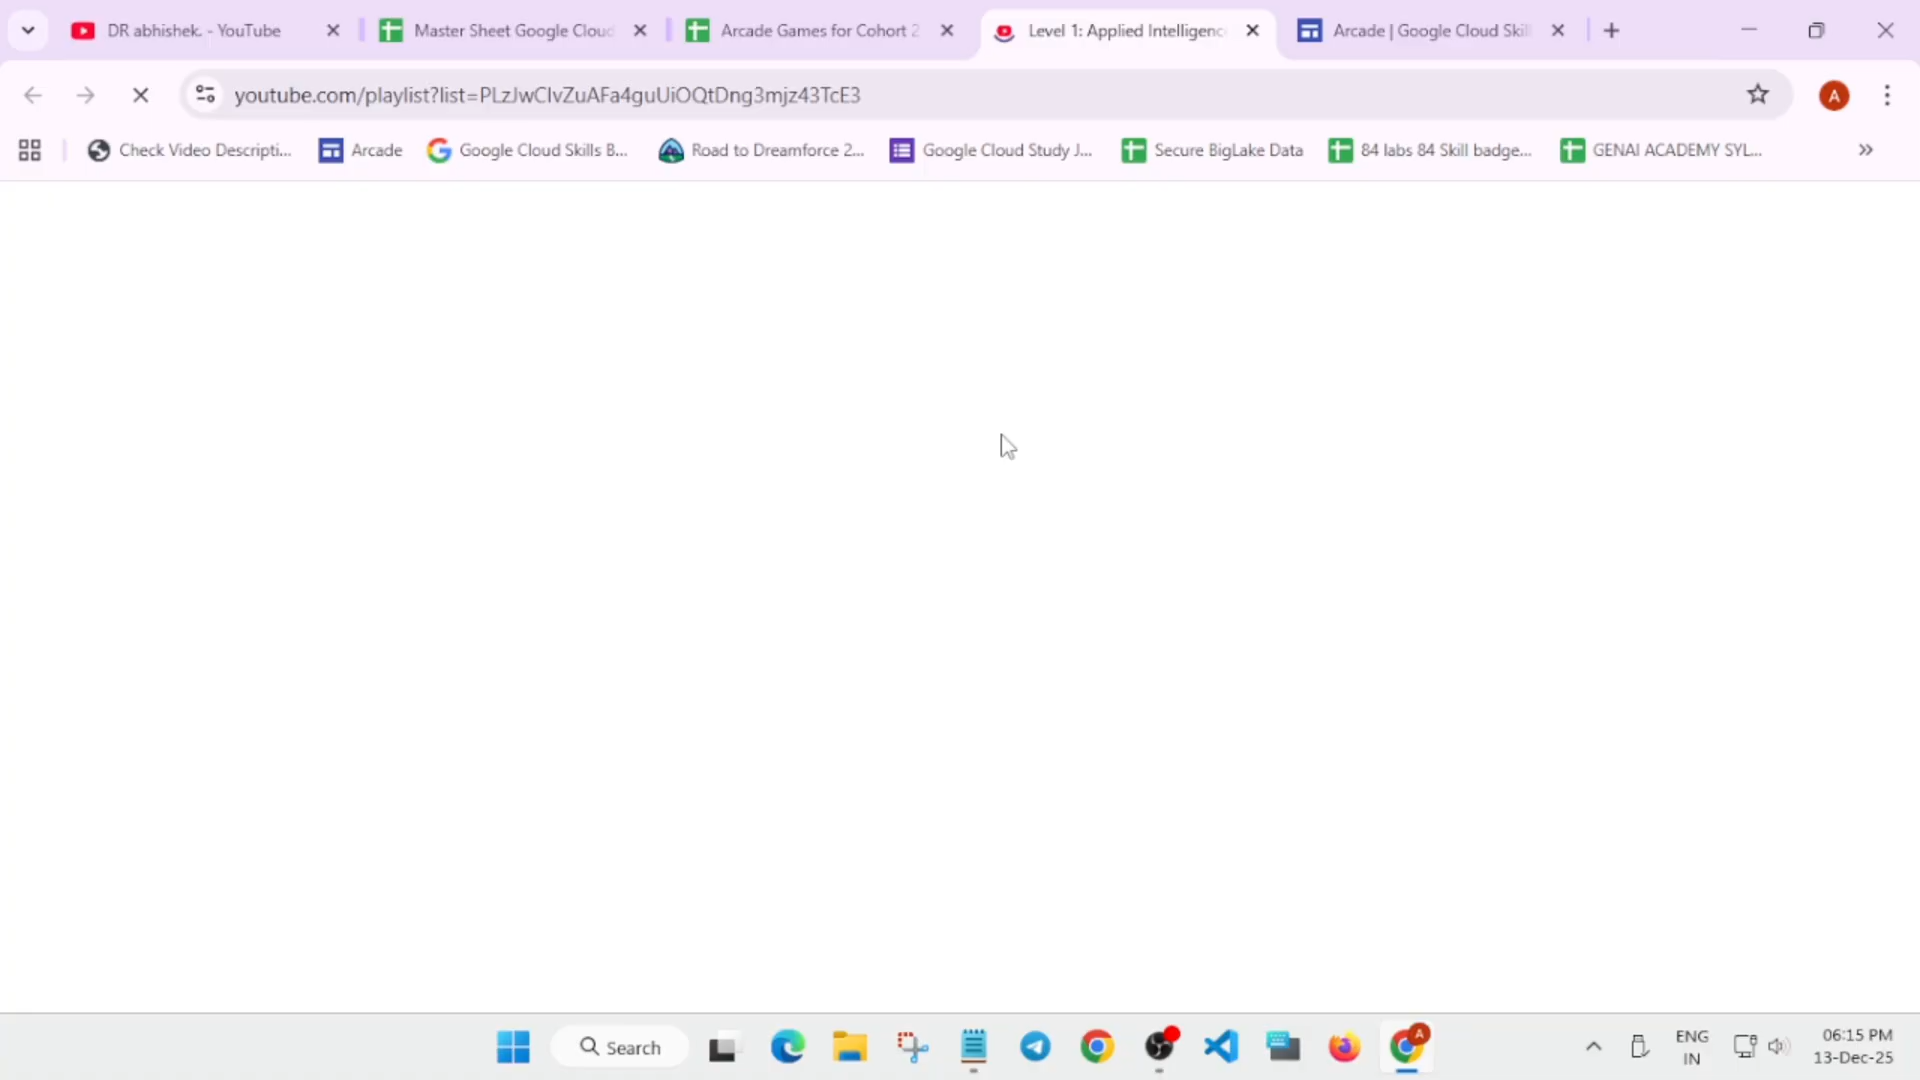 DR abhishek. - YouTube
Master Sheet Google Cloud
Arcade Games for Cohort 2
Level 1: Applied Intelligenc
Arcade | Google Cloud Skil
youtube.com/playlist?list=PLzJwCIvZuAFa4guUiOQtDng3mjz43TcE3
A
Check Video Descripti...
Arcade
Google Cloud Skills B...
Road to Dreamforce 2...
Google Cloud Study J...
Secure BigLake Data
84 labs 84 Skill badge...
GENAI ACADEMY SYL...
Search
A
ENG
IN
06:15 PM
13-Dec-25